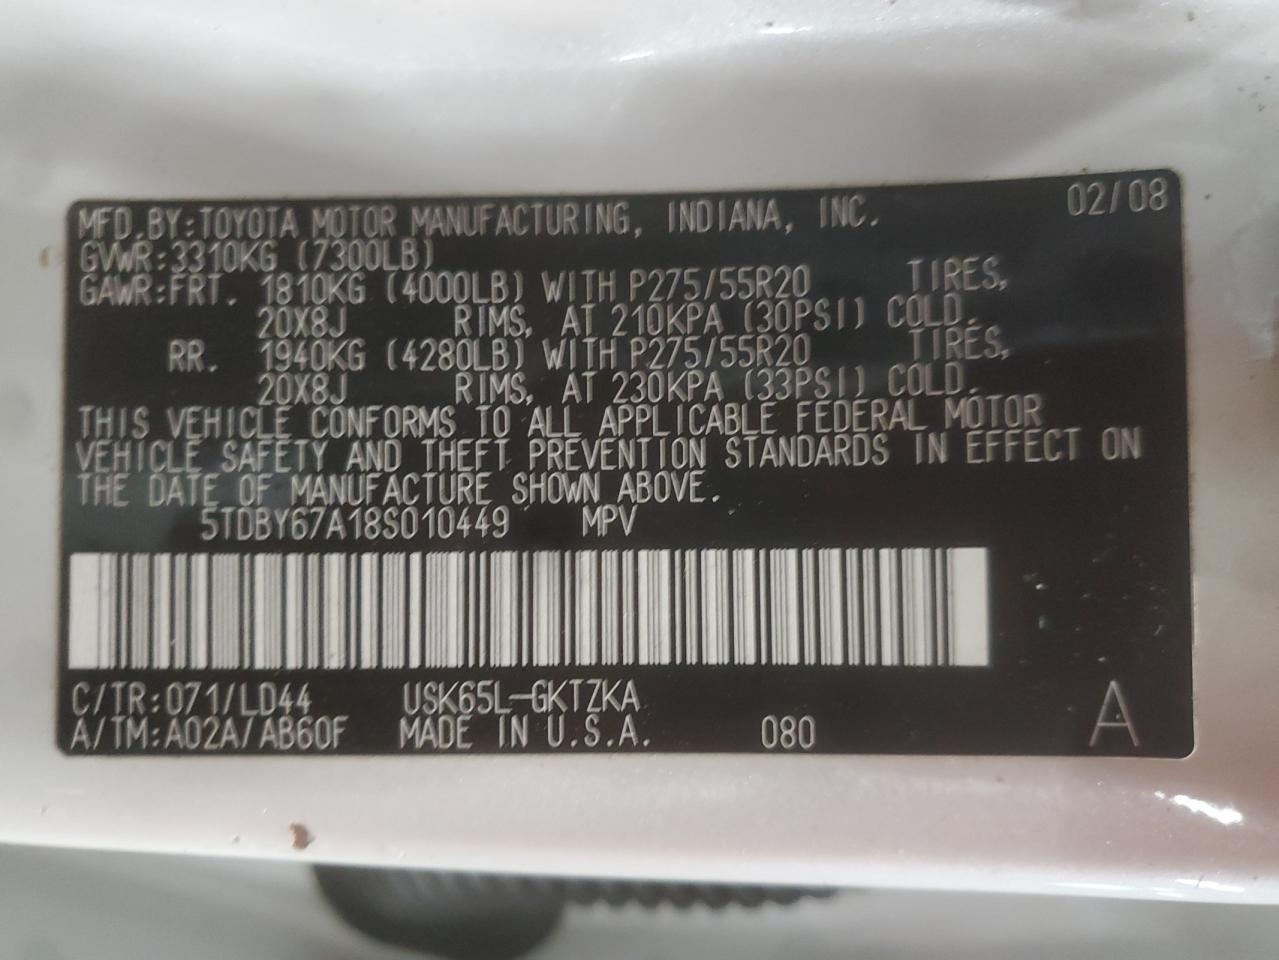 MFD.BY:TOYOTA MOTOR MANUFACTURING, INDIANA, INC. 02/08
GVWR:3310KG (7300LB)
GAWR:FRT. 1810KG (4000LB) WITH P275/55R20 TIRES,
20X8J RIMS, AT 210KPA (30PSI) COLD.
RR. 1940KG (4280LB) WITH P275/55R20 TIRES,
20X8J RIMS, AT 230KPA (33PSI) COLD.
THIS VEHICLE CONFORMS TO ALL APPLICABLE FEDERAL MOTOR
VEHICLE SAFETY AND THEFT PREVENTION STANDARDS IN EFFECT ON
THE DATE OF MANUFACTURE SHOWN ABOVE.
5TDBY67A18S010449 MPV
C/TR:071/LD44 USK65L-GKTZKA
A/TM:A02A/AB60F MADE IN U.S.A. 080 A